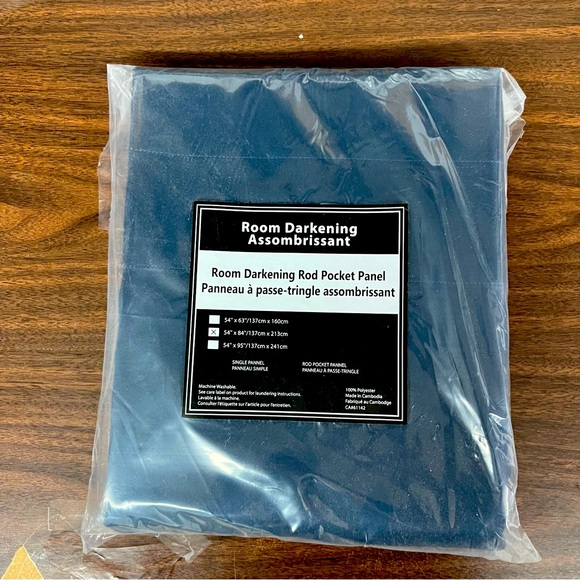 Room Darkening
Assombrissant
Room Darkening Rod Pocket Panel
Panneau à passe-tringle assombrissant
54" x 63"/137cm x 160cm
54" x 84"/137cm x 213cm
54" x 95"/137cm x 241cm
SINGLE PANNEL
PANNEAU SIMPLE
ROD POCKET PANNEL
PANNEAU À PASSE-TRINGLE
Machine Washable.
See care label on product for laundering instructions.
Lavable à la machine.
Consulter l'étiquette sur l'article pour l'entretien.
100% Polyester
Made in Cambodia
Fabriqué au Cambodge
CA#61142